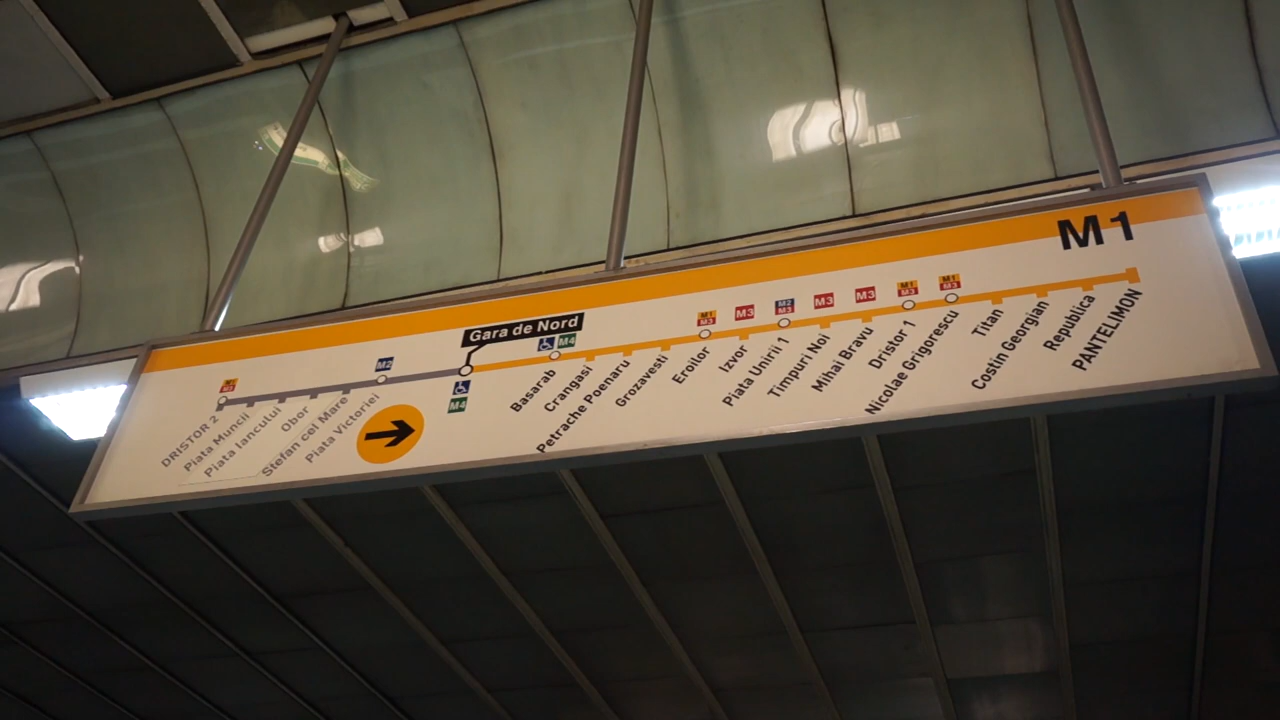 M1
Gara de Nord
M1
M3
M2
M4
M4
M1
M3
M3
M2
M3
M3
M3
M1
M3
M1
M3
DRISTOR 2
Piata Muncii
Piata Iancului
Obor
Stefan cel Mare
Piata Victoriei
Basarab
Crangasi
Petrache Poenaru
Grozavesti
Eroilor
Izvor
Piata Unirii 1
Timpuri Noi
Mihai Bravu
Dristor 1
Nicolae Grigorescu
Titan
Costin Georgian
Republica
PANTELIMON